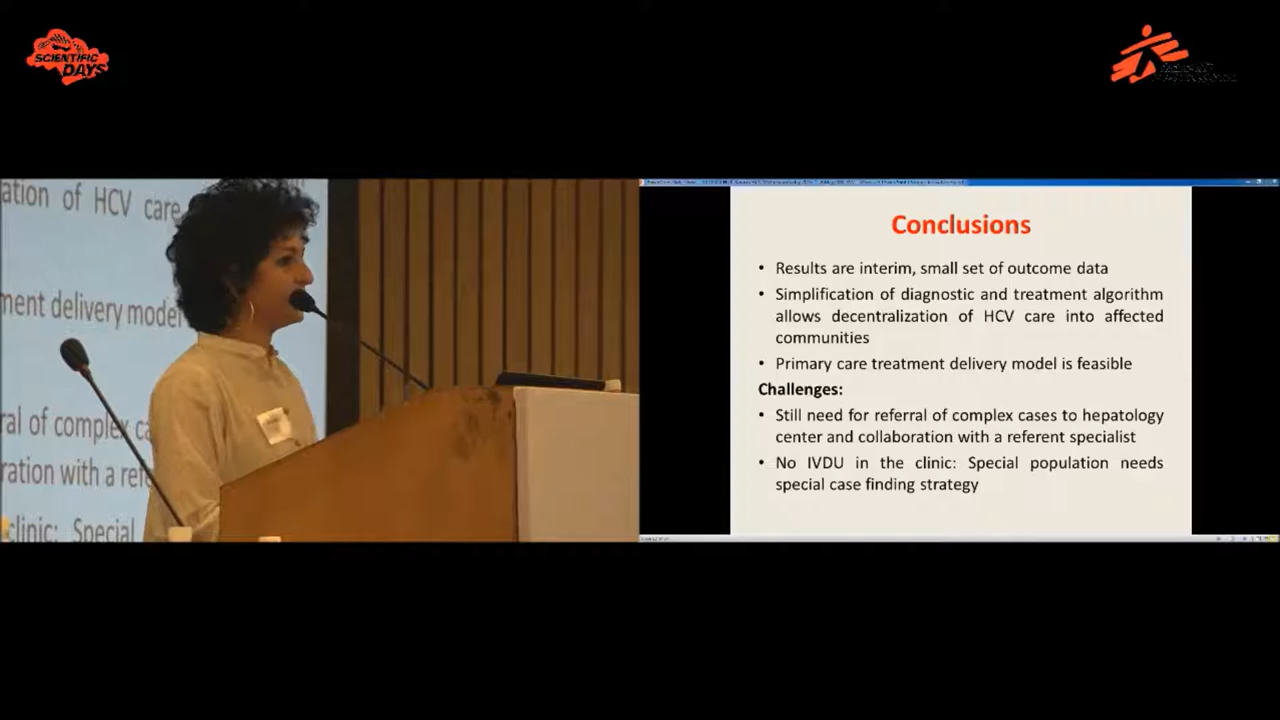 SCIENTIFIC
DAYS
ation of HCV care
ment delivery model
ral of complex ca
ration with a refe
clinic: Special
Conclusions
• Results are interim, small set of outcome data
• Simplification of diagnostic and treatment algorithm
allows decentralization of HCV care into affected
communities
• Primary care treatment delivery model is feasible
Challenges:
• Still need for referral of complex cases to hepatology
center and collaboration with a referent specialist
• No IVDU in the clinic: Special population needs
special case finding strategy